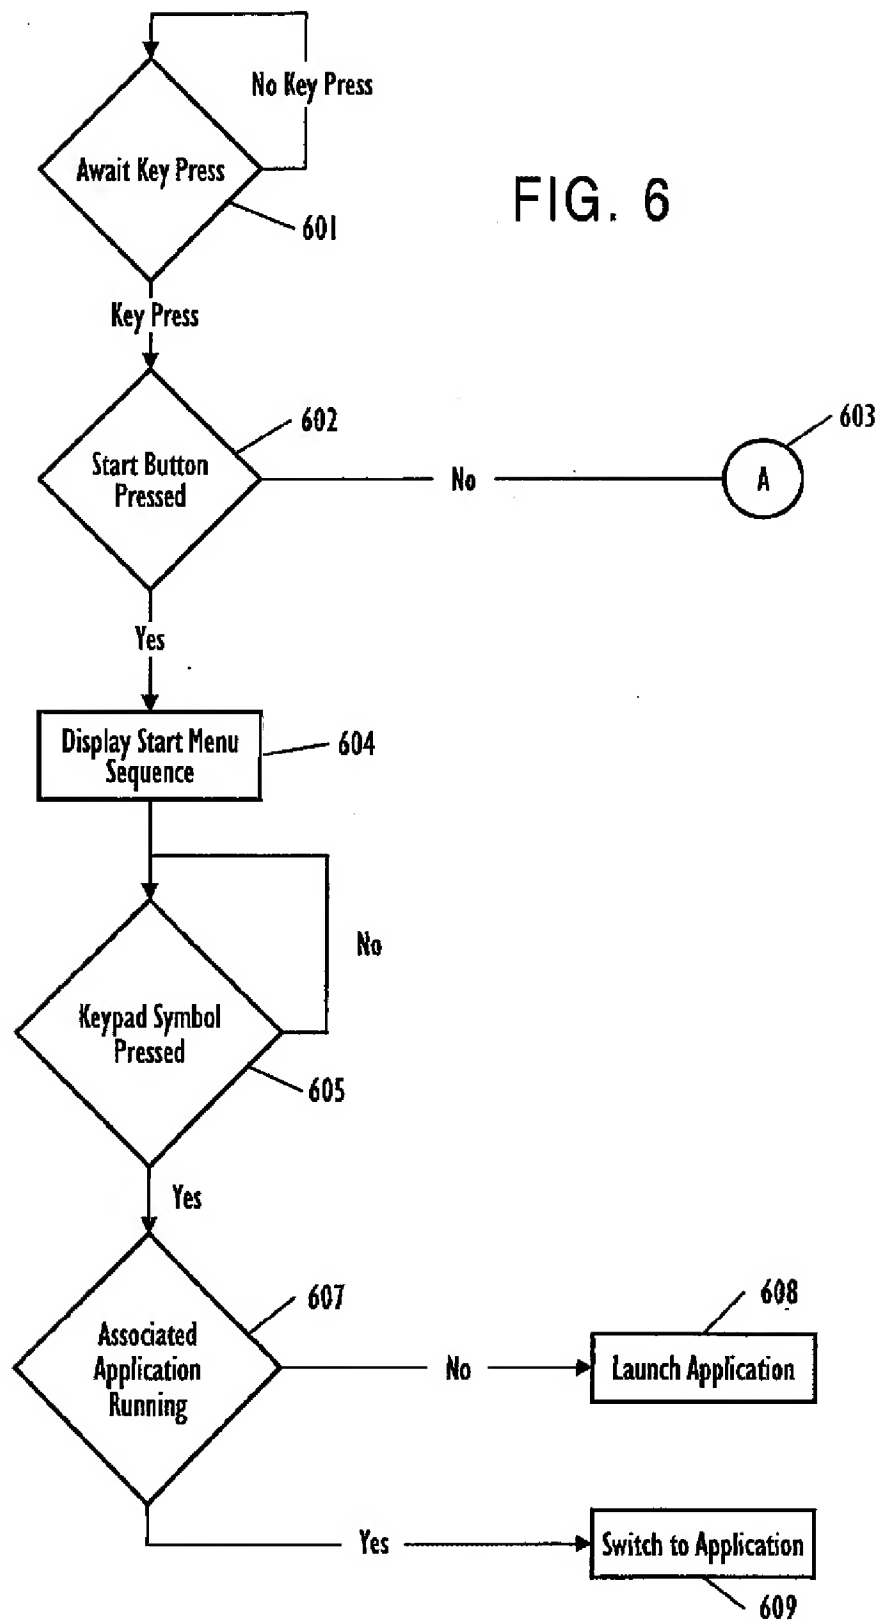 No Key Press
Await Key Press
601
FIG. 6
Key Press
602
603
Start Button
Pressed
No
A
Yes
Display Start Menu
Sequence
604
No
Keypad Symbol
Pressed
605
Yes
607
608
Associated
Application
Running
No
Launch Application
Yes
Switch to Application
609